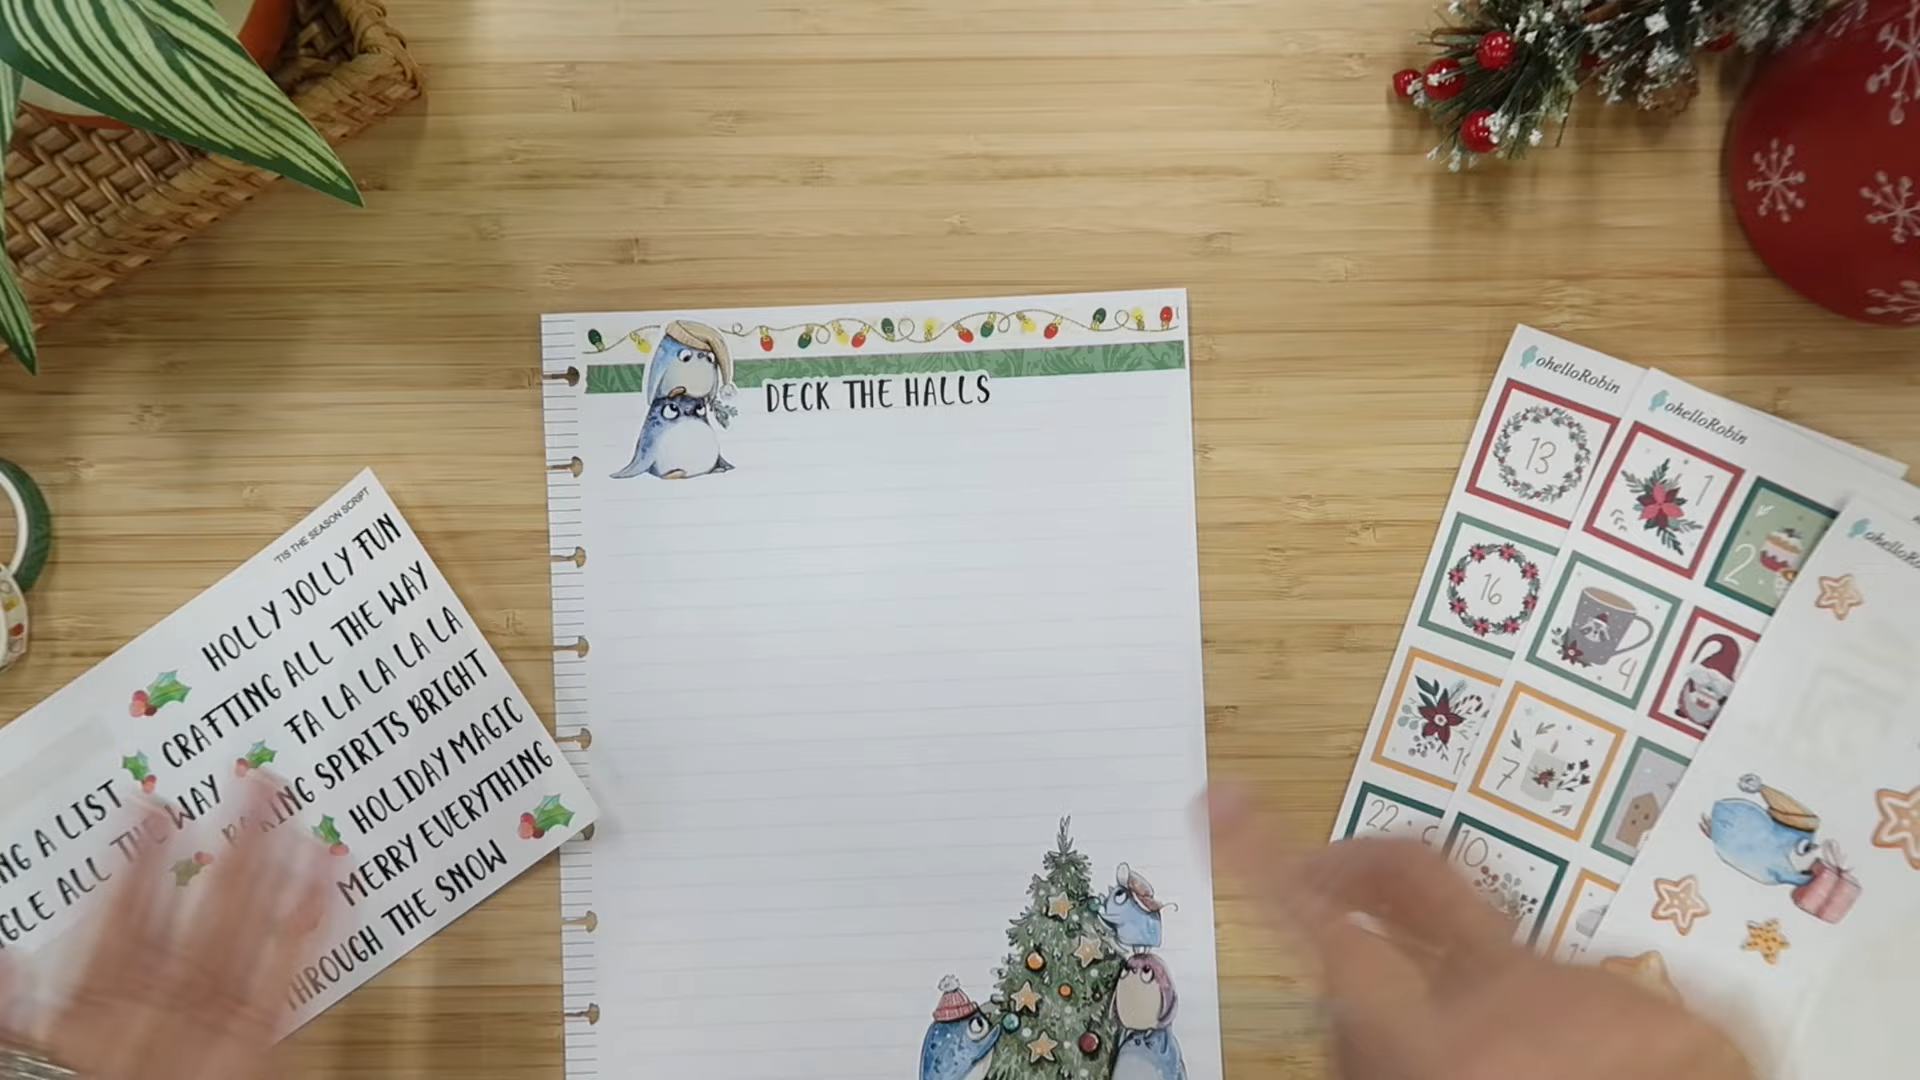 DECK THE HALLS
'TIS THE SEASON SCRIPT
HOLLY JOLLY FUN
CRAFTING ALL THE WAY
FA LA LA LA LA
A LIST
ALL THE WAY
SPIRITS BRIGHT
HOLIDAY MAGIC
MERRY EVERYTHING
THROUGH THE SNOW
ohelloRobin
13
16
22
ohelloRobin
1
2
4
7
10